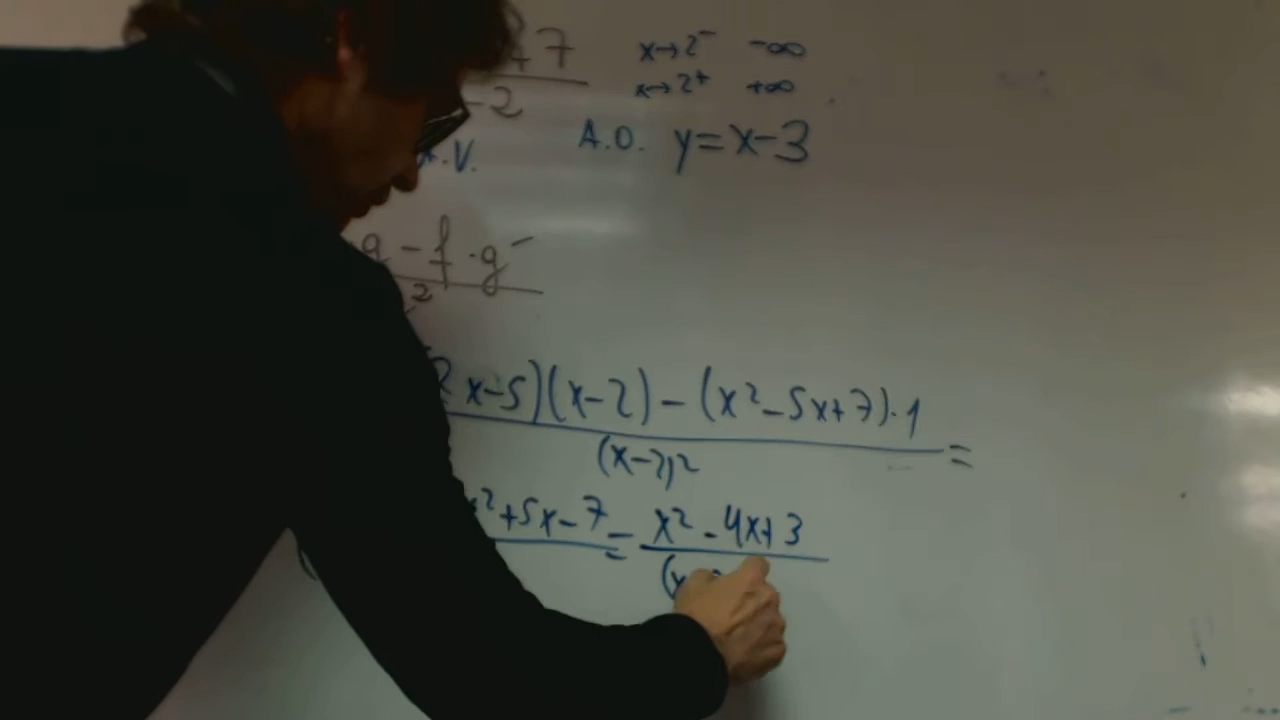 +7 x→2⁻ -∞
-2 x→2⁺ +∞
A.V. A.O. y=x-3
g - f·g'
²
2x-5)(x-2) - (x²-5x+7)·1
(x-2)² =
²+5x-7 = x²-4x+3
(x